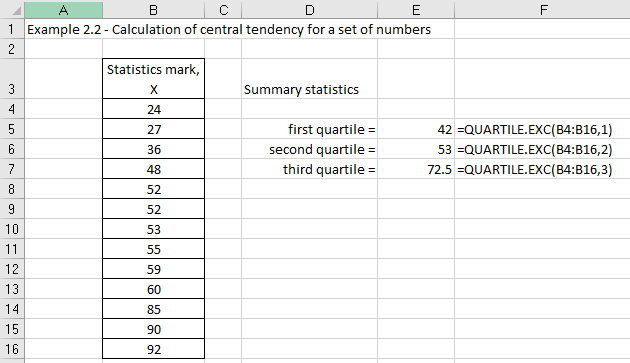 A B C D E F
1 Example 2.2 - Calculation of central tendency for a set of numbers
2
Statistics mark,
3 X Summary statistics
4 24
5 27 first quartile = 42 =QUARTILE.EXC(B4:B16,1)
6 36 second quartile = 53 =QUARTILE.EXC(B4:B16,2)
7 48 third quartile = 72.5 =QUARTILE.EXC(B4:B16,3)
8 52
9 52
10 53
11 55
12 59
13 60
14 85
15 90
16 92